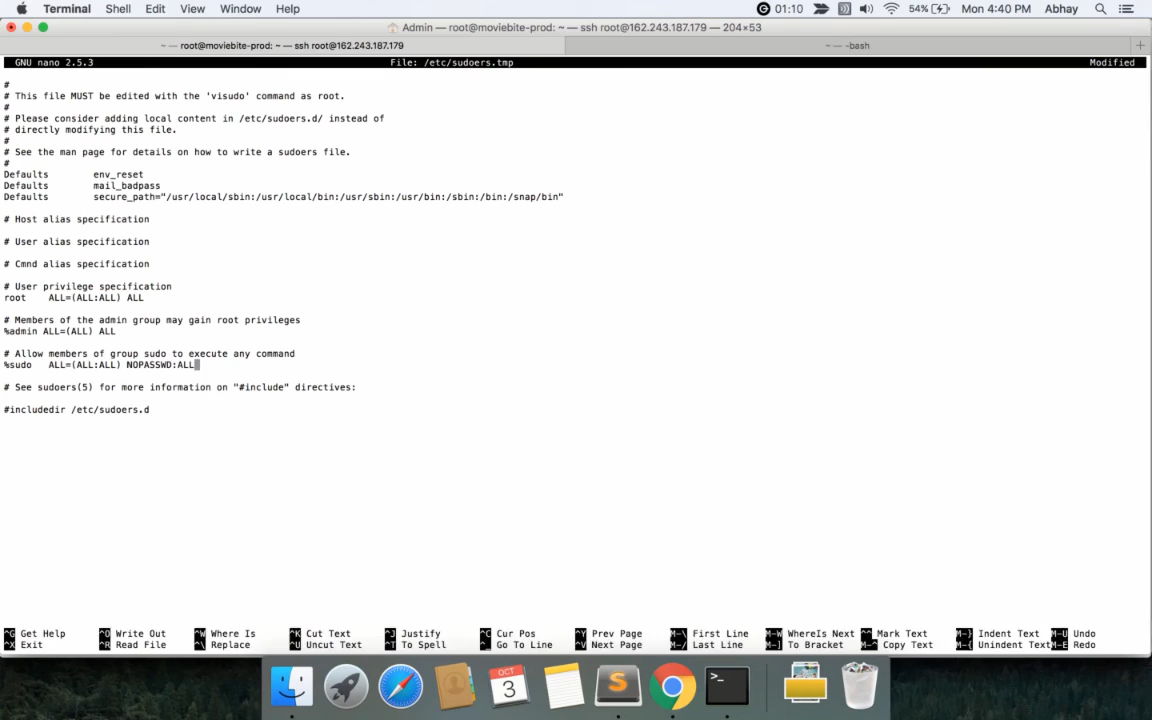 Terminal Shell Edit View Window Help 01:10 54% Mon 4:40 PM Abhay
Admin — root@moviebite-prod: ~ — ssh root@162.243.187.179 — 204×53
~ — root@moviebite-prod: ~ — ssh root@162.243.187.179 ~ — -bash
GNU nano 2.5.3 File: /etc/sudoers.tmp Modified
#
# This file MUST be edited with the 'visudo' command as root.
#
# Please consider adding local content in /etc/sudoers.d/ instead of
# directly modifying this file.
#
# See the man page for details on how to write a sudoers file.
#
Defaults env_reset
Defaults mail_badpass
Defaults secure_path="/usr/local/sbin:/usr/local/bin:/usr/sbin:/usr/bin:/sbin:/bin:/snap/bin"
# Host alias specification
# User alias specification
# Cmnd alias specification
# User privilege specification
root ALL=(ALL:ALL) ALL
# Members of the admin group may gain root privileges
%admin ALL=(ALL) ALL
# Allow members of group sudo to execute any command
%sudo ALL=(ALL:ALL) NOPASSWD:ALL
# See sudoers(5) for more information on "#include" directives:
#includedir /etc/sudoers.d
^G Get Help ^O Write Out ^W Where Is ^K Cut Text ^J Justify ^C Cur Pos ^Y Prev Page M-\ First Line M-W WhereIs Next ^^ Mark Text M-} Indent Text M-U Undo
^X Exit ^R Read File ^\ Replace ^U Uncut Text ^T To Spell ^_ Go To Line ^V Next Page M-/ Last Line M-] To Bracket M-^ Copy Text M-{ Unindent Text M-E Redo
OCT
3
>_